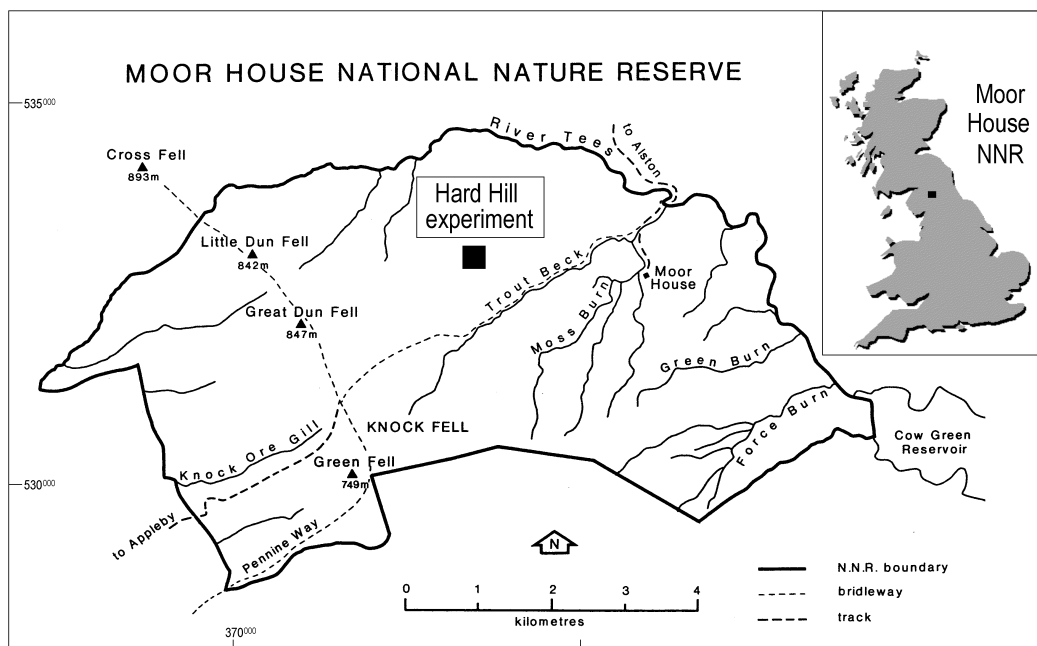 MOOR HOUSE NATIONAL NATURE RESERVE
Moor
House
NNR
535000
River Tees
to Alston
Cross Fell
893m
Hard Hill
experiment
Little Dun Fell
842m
Trout Beck
Moor
House
Great Dun Fell
847m
Moss Burn
Green Burn
KNOCK FELL
Force Burn
Cow Green
Reservoir
Knock Ore Gill
Green Fell
749m
530000
to Appleby
Pennine Way
N
N.N.R. boundary
0 1 2 3 4
bridleway
kilometres
track
370000